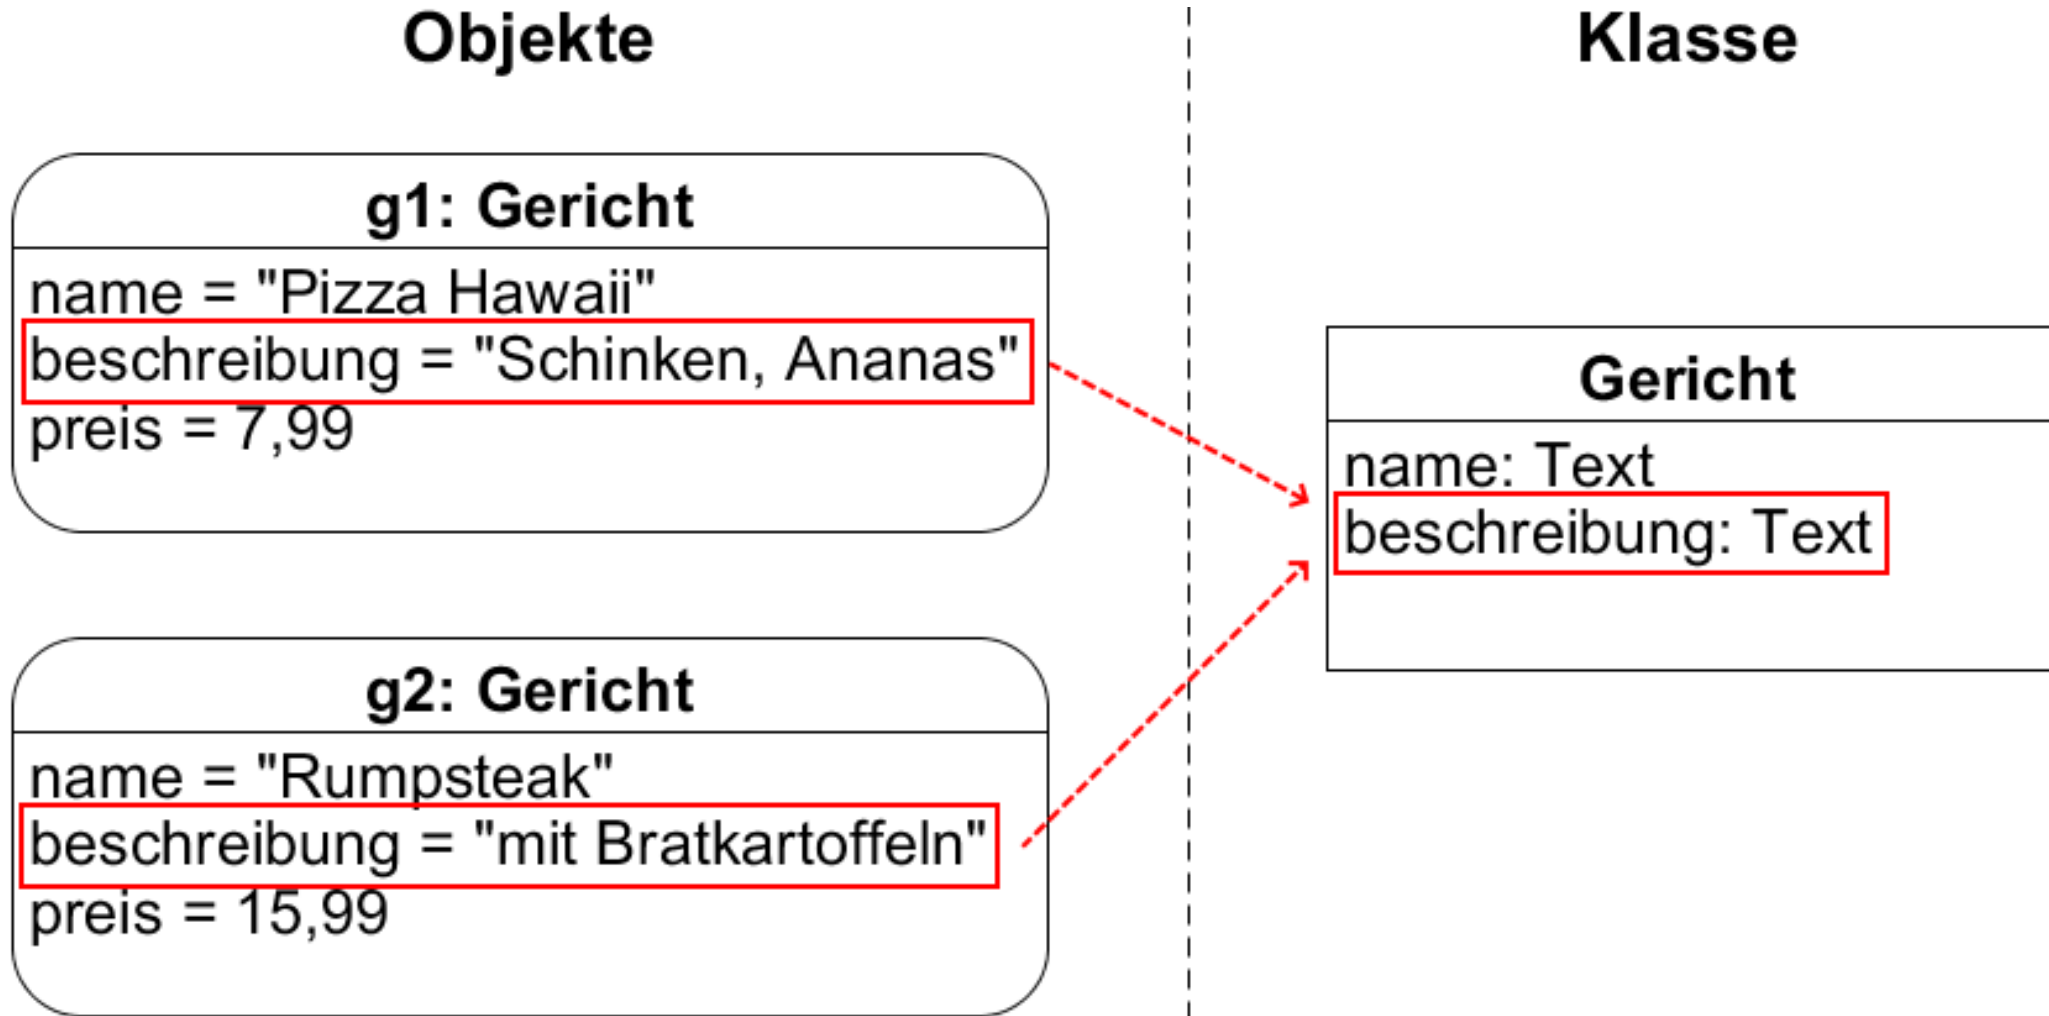 Objekte
g1: Gericht
name = "Pizza Hawaii"
beschreibung = "Schinken, Ananas"
preis = 7,99
g2: Gericht
name = "Rumpsteak"
beschreibung = "mit Bratkartoffeln"
preis = 15,99
Klasse
Gericht
name: Text
beschreibung: Text